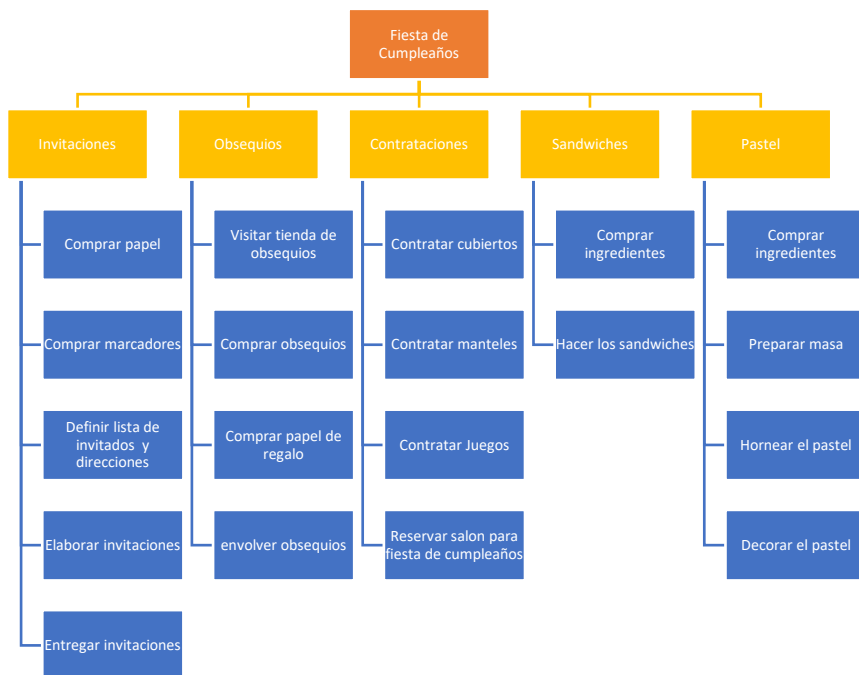 Fiesta de
Cumpleaños
Invitaciones
Obsequios
Contrataciones
Sandwiches
Pastel
Comprar papel
Comprar marcadores
Definir lista de
invitados y
direcciones
Elaborar invitaciones
Entregar invitaciones
Visitar tienda de
obsequios
Comprar obsequios
Comprar papel de
regalo
envolver obsequios
Contratar cubiertos
Contratar manteles
Contratar Juegos
Reservar salon para
fiesta de cumpleaños
Comprar
ingredientes
Hacer los sandwiches
Comprar
ingredientes
Preparar masa
Hornear el pastel
Decorar el pastel